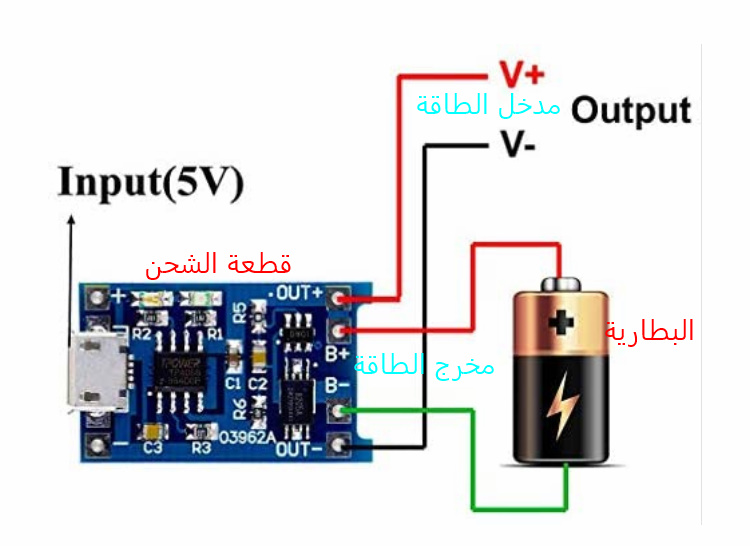 V+
مدخل الطاقة
Output
V-
Input(5V)
قطعة الشحن
+
OUT+
R5
R2
R1
B+
البطارية
مخرج الطاقة
C1
C2
B-
R6
C3
R3
03962A
OUT-